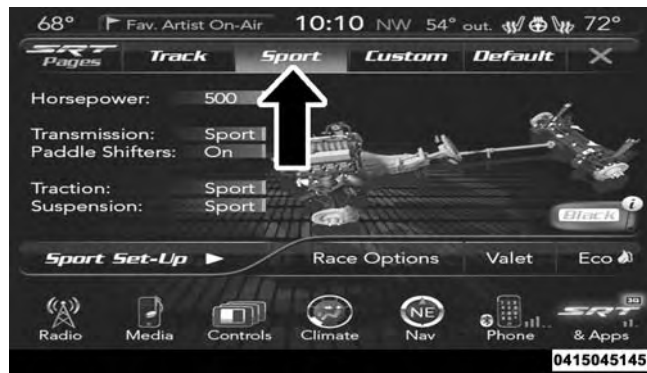 68° Fav. Artist On-Air 10:10 NW 54° out. 72°
SRT Pages Track Sport Custom Default
Horsepower: 500
Transmission: Sport
Paddle Shifters: On
Traction: Sport
Suspension: Sport
Black i
Sport Set-Up Race Options Valet Eco
NE 3G
Radio Media Controls Climate Nav Phone SRT & Apps
0415045145